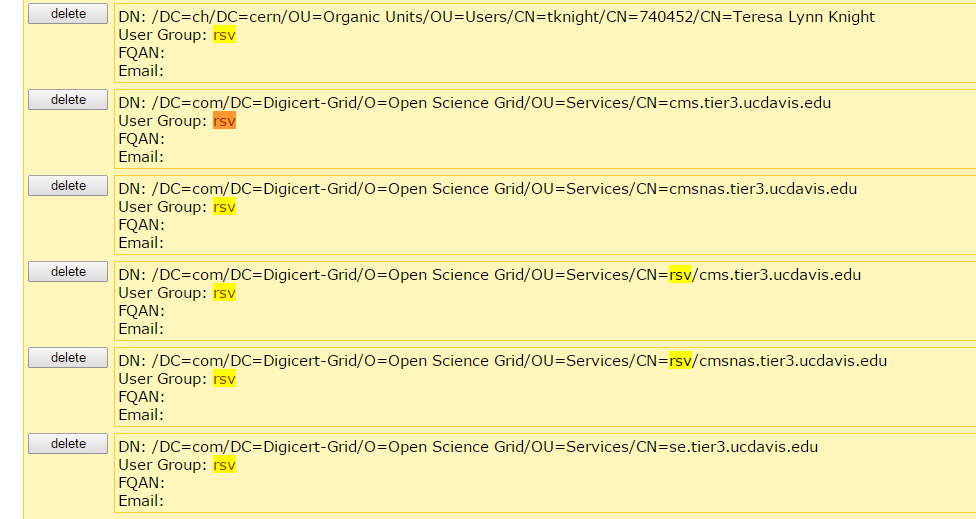 delete
DN: /DC=ch/DC=cern/OU=Organic Units/OU=Users/CN=tknight/CN=740452/CN=Teresa Lynn Knight
User Group: rsv
FQAN:
Email:
delete
DN: /DC=com/DC=Digicert-Grid/O=Open Science Grid/OU=Services/CN=cms.tier3.ucdavis.edu
User Group: rsv
FQAN:
Email:
delete
DN: /DC=com/DC=Digicert-Grid/O=Open Science Grid/OU=Services/CN=cmsnas.tier3.ucdavis.edu
User Group: rsv
FQAN:
Email:
delete
DN: /DC=com/DC=Digicert-Grid/O=Open Science Grid/OU=Services/CN=rsv/cms.tier3.ucdavis.edu
User Group: rsv
FQAN:
Email:
delete
DN: /DC=com/DC=Digicert-Grid/O=Open Science Grid/OU=Services/CN=rsv/cmsnas.tier3.ucdavis.edu
User Group: rsv
FQAN:
Email:
delete
DN: /DC=com/DC=Digicert-Grid/O=Open Science Grid/OU=Services/CN=se.tier3.ucdavis.edu
User Group: rsv
FQAN:
Email: